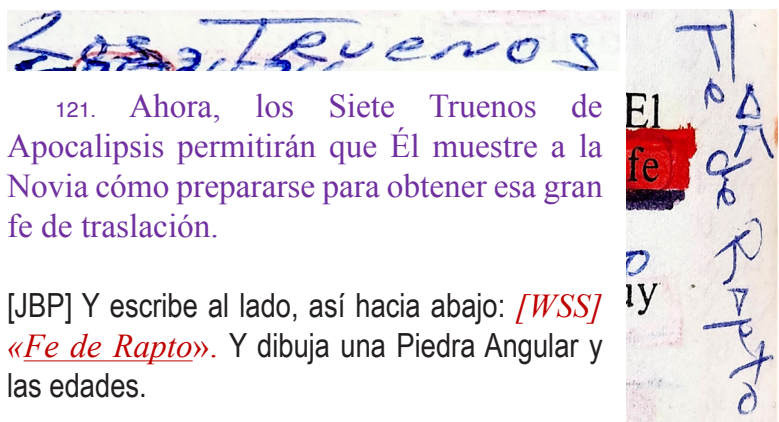 Los Truenos
121. Ahora, los Siete Truenos de
Apocalipsis permitirán que Él muestre a la
Novia cómo prepararse para obtener esa gran
fe de traslación.
[JBP] Y escribe al lado, así hacia abajo: [WSS]
«Fe de Rapto». Y dibuja una Piedra Angular y
las edades.
El
fe
uy
Fe de Rapto